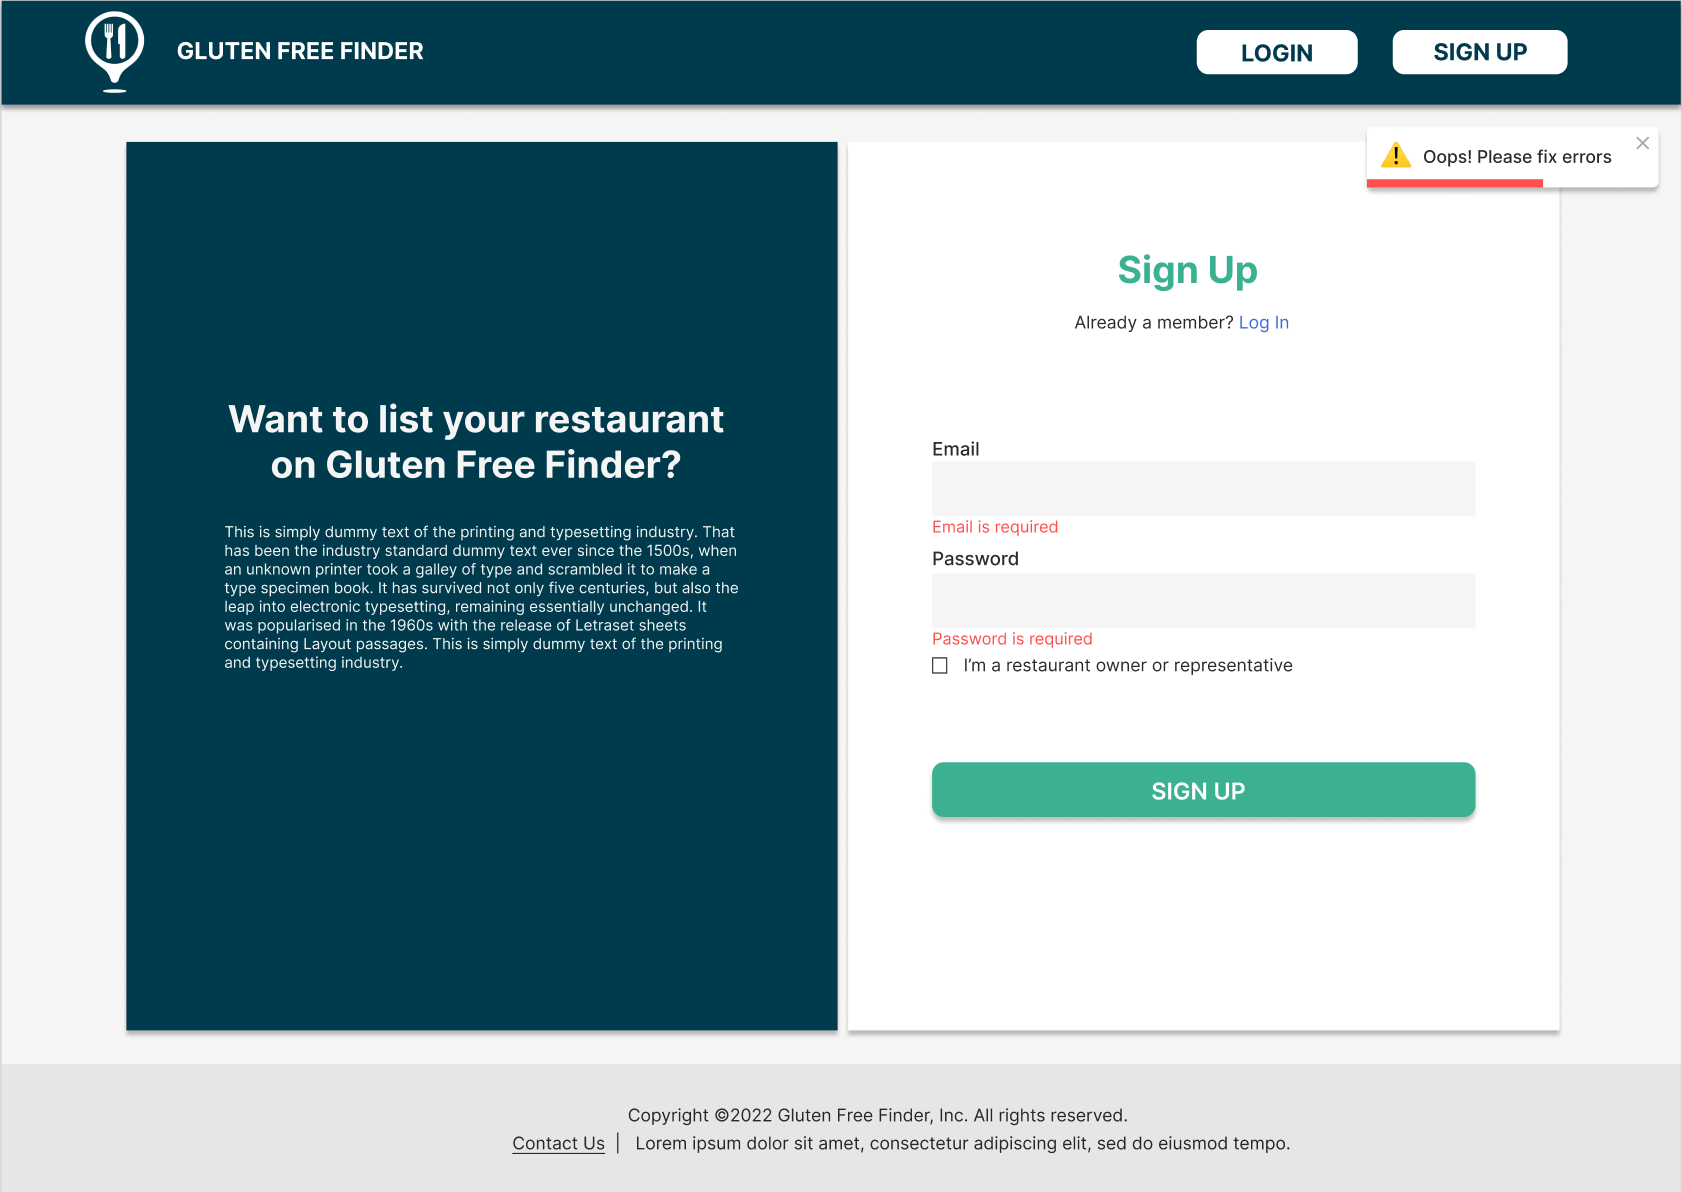 GLUTEN FREE FINDER
LOGIN
SIGN UP
Oops! Please fix errors
Want to list your restaurant
on Gluten Free Finder?
This is simply dummy text of the printing and typesetting industry. That
has been the industry standard dummy text ever since the 1500s, when
an unknown printer took a galley of type and scrambled it to make a
type specimen book. It has survived not only five centuries, but also the
leap into electronic typesetting, remaining essentially unchanged. It
was popularised in the 1960s with the release of Letraset sheets
containing Layout passages. This is simply dummy text of the printing
and typesetting industry.
Sign Up
Already a member? Log In
Email
Email is required
Password
Password is required
I'm a restaurant owner or representative
SIGN UP
Copyright ©2022 Gluten Free Finder, Inc. All rights reserved.
Contact Us | Lorem ipsum dolor sit amet, consectetur adipiscing elit, sed do eiusmod tempo.